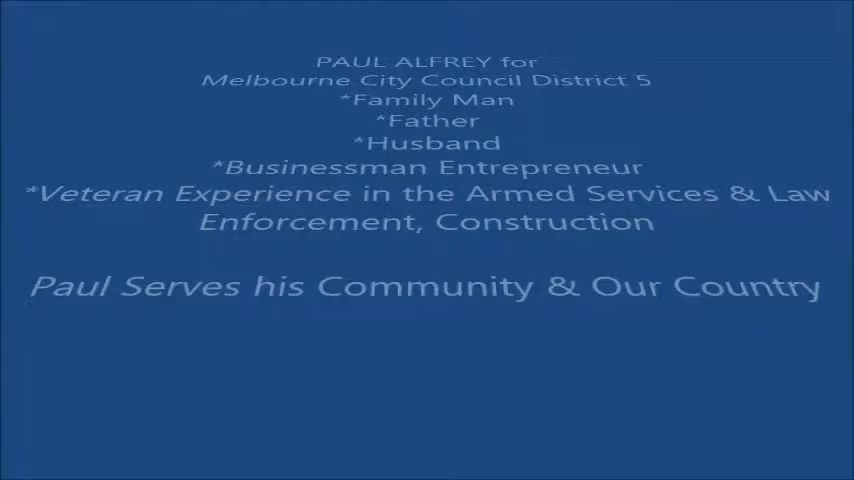 PAUL ALFREY for
Melbourne City Council District 5
*Family Man
*Father
*Husband
*Businessman Entrepreneur
*Veteran Experience in the Armed Services & Law
Enforcement, Construction
Paul Serves his Community & Our Country